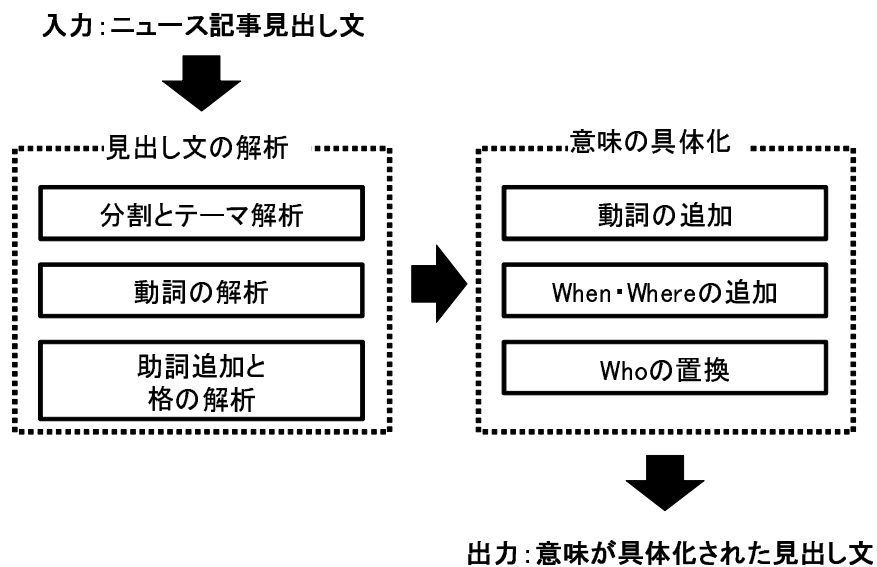 入力：ニュース記事見出し文
見出し文の解析
分割とテーマ解析
動詞の解析
助詞追加と
格の解析
意味の具体化
動詞の追加
When・Whereの追加
Whoの置換
出力：意味が具体化された見出し文